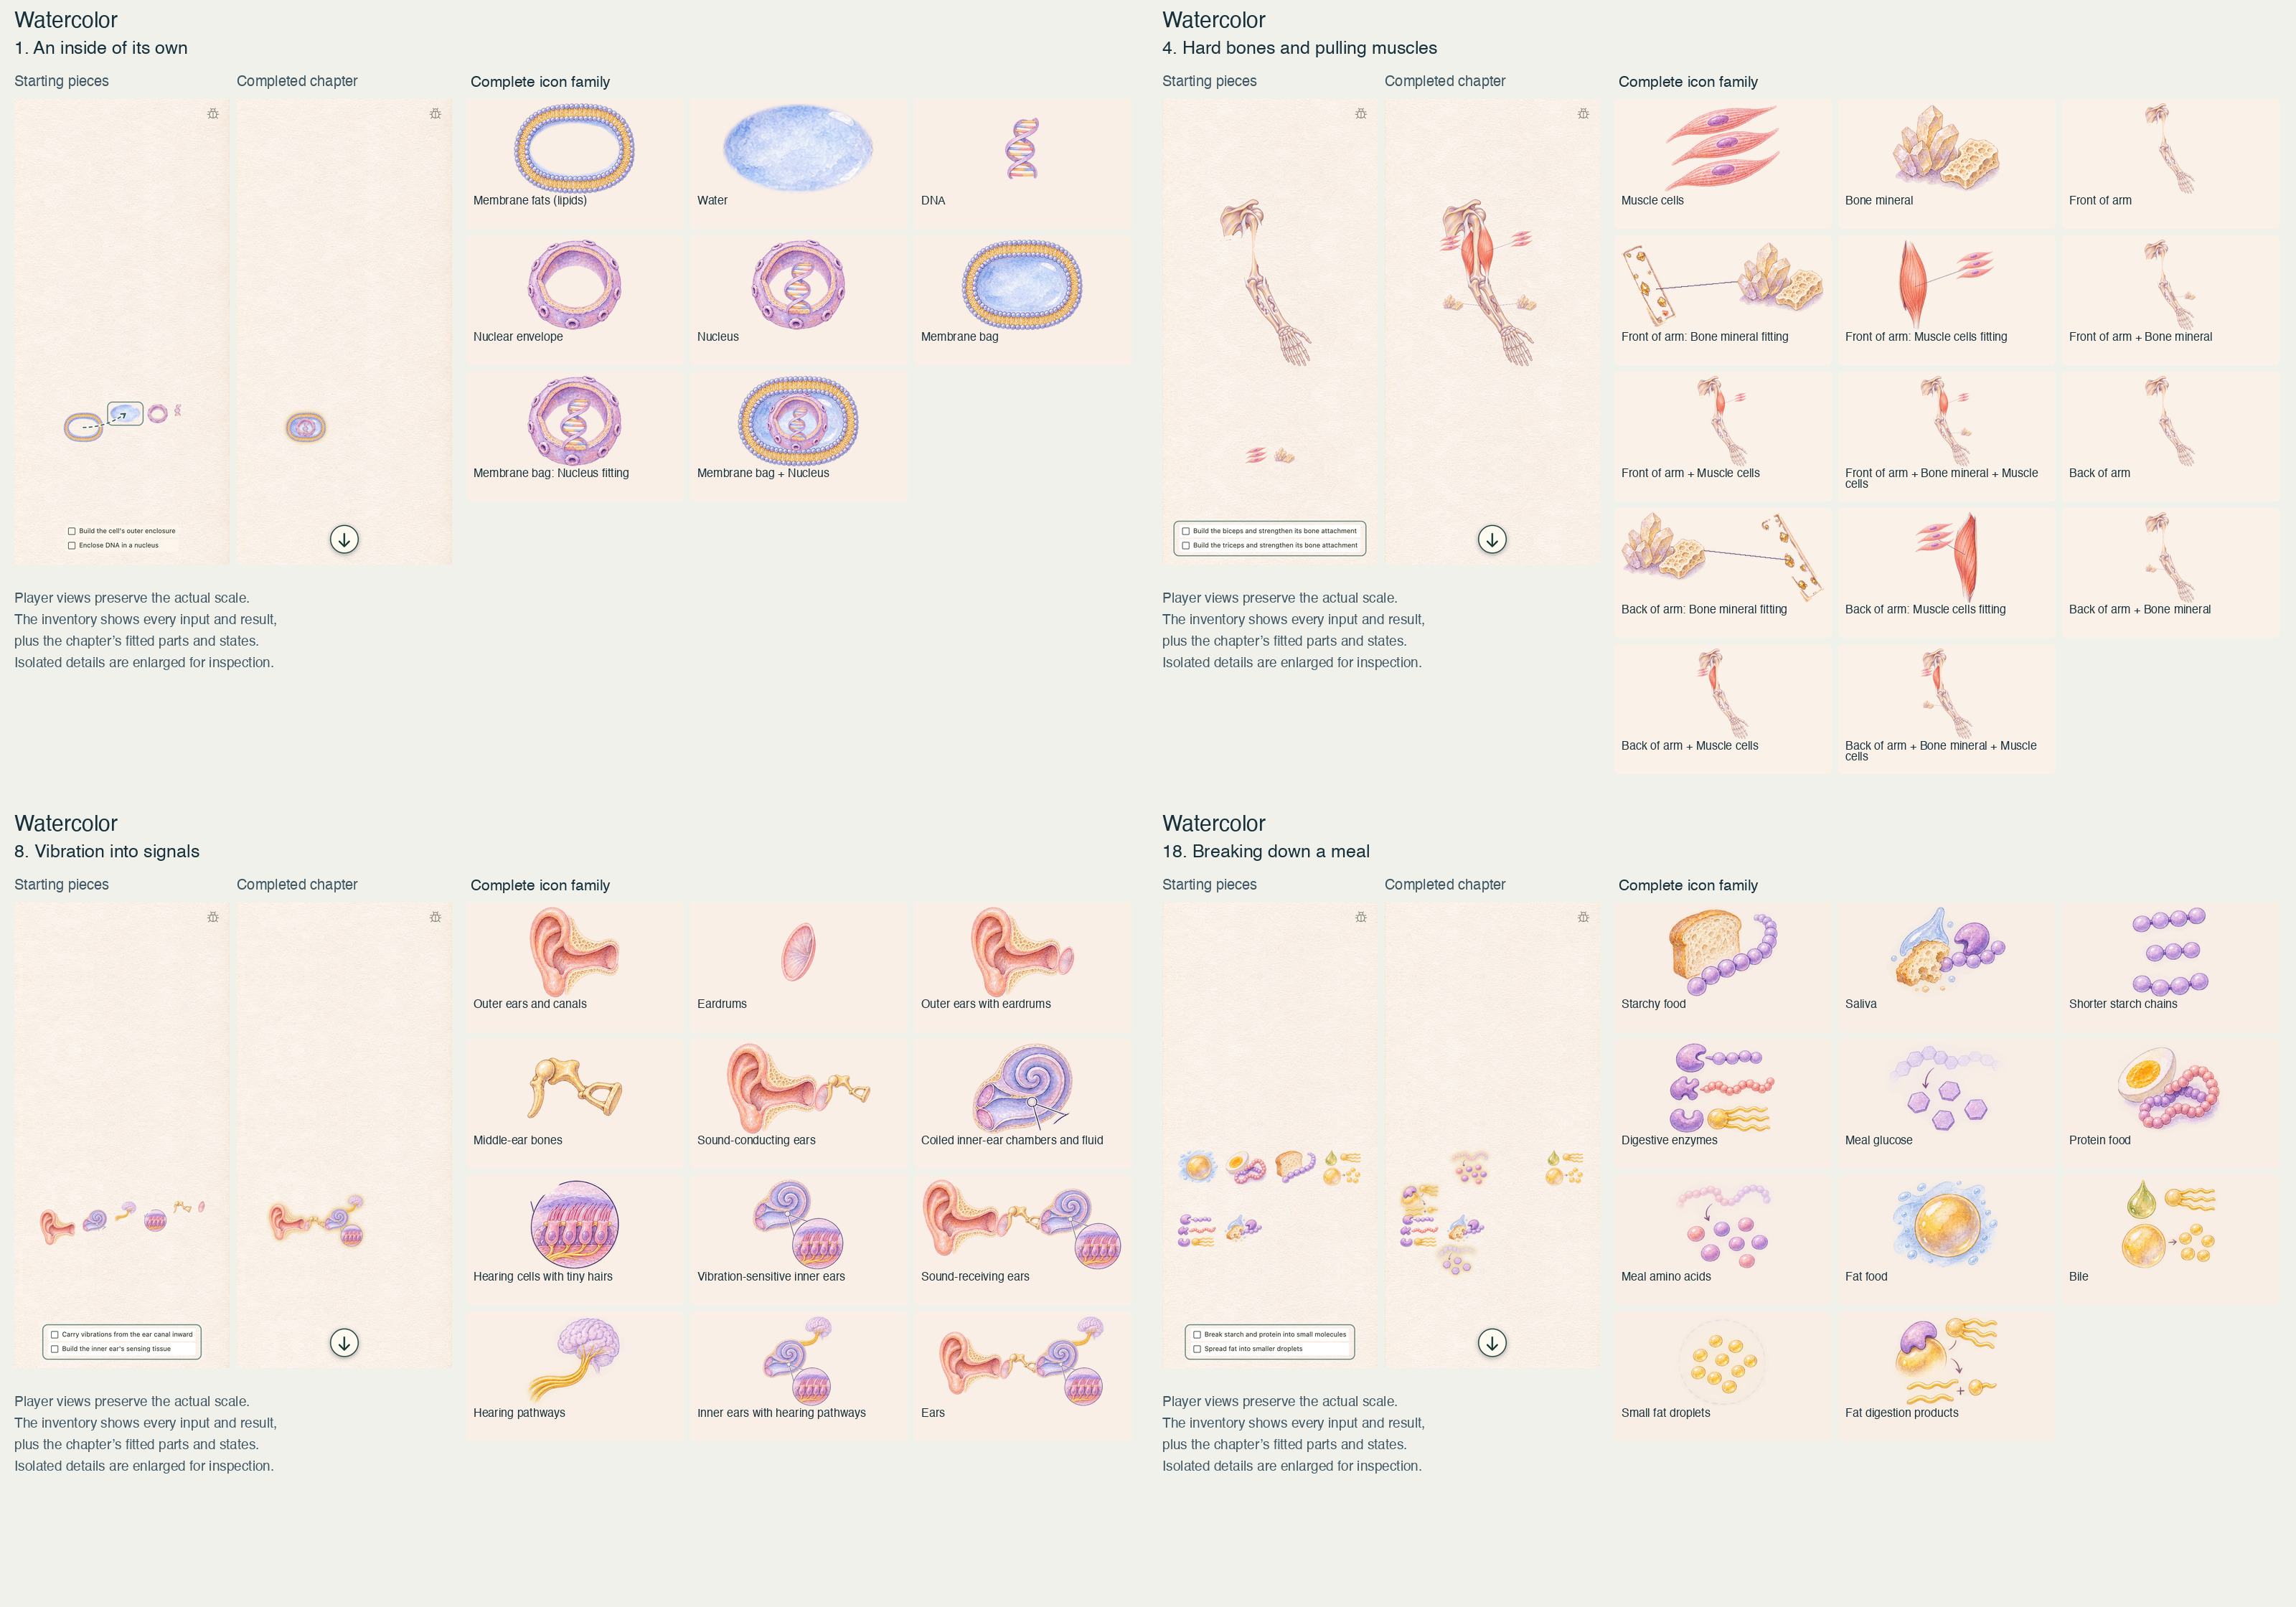 Watercolor
1. An inside of its own
Starting pieces
Completed chapter
Complete icon family
Membrane fats (lipids)
Water
DNA
Nuclear envelope
Nucleus
Membrane bag
Membrane bag: Nucleus fitting
Membrane bag + Nucleus
Build the cell's outer enclosure
Enclose DNA in a nucleus
Player views preserve the actual scale.
The inventory shows every input and result,
plus the chapter's fitted parts and states.
Isolated details are enlarged for inspection.
Watercolor
4. Hard bones and pulling muscles
Starting pieces
Completed chapter
Complete icon family
Muscle cells
Bone mineral
Front of arm
Front of arm: Bone mineral fitting
Front of arm: Muscle cells fitting
Front of arm + Bone mineral
Front of arm + Muscle cells
Front of arm + Bone mineral + Muscle
cells
Back of arm
Back of arm: Bone mineral fitting
Back of arm: Muscle cells fitting
Back of arm + Bone mineral
Back of arm + Muscle cells
Back of arm + Bone mineral + Muscle
cells
Build the biceps and strengthen its bone attachment
Build the triceps and strengthen its bone attachment
Player views preserve the actual scale.
The inventory shows every input and result,
plus the chapter's fitted parts and states.
Isolated details are enlarged for inspection.
Watercolor
8. Vibration into signals
Starting pieces
Completed chapter
Complete icon family
Outer ears and canals
Eardrums
Outer ears with eardrums
Middle-ear bones
Sound-conducting ears
Coiled inner-ear chambers and fluid
Hearing cells with tiny hairs
Vibration-sensitive inner ears
Sound-receiving ears
Hearing pathways
Inner ears with hearing pathways
Ears
Carry vibrations from the ear canal inward
Build the inner ear's sensing tissue
Player views preserve the actual scale.
The inventory shows every input and result,
plus the chapter's fitted parts and states.
Isolated details are enlarged for inspection.
Watercolor
18. Breaking down a meal
Starting pieces
Completed chapter
Complete icon family
Starchy food
Saliva
Shorter starch chains
Digestive enzymes
Meal glucose
Protein food
Meal amino acids
Fat food
Bile
Small fat droplets
Fat digestion products
Break starch and protein into small molecules
Spread fat into smaller droplets
Player views preserve the actual scale.
The inventory shows every input and result,
plus the chapter's fitted parts and states.
Isolated details are enlarged for inspection.